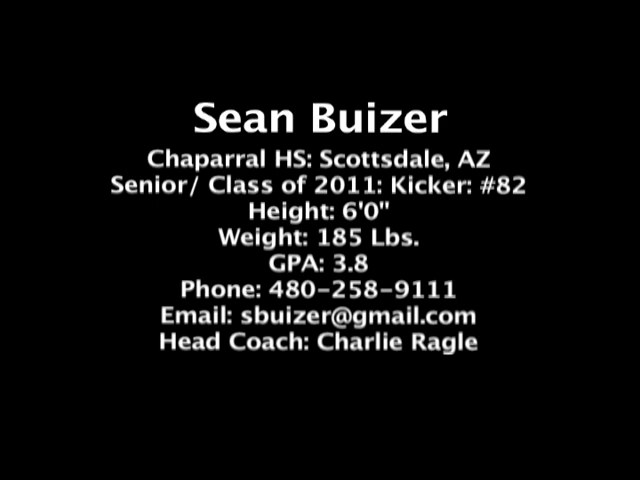 Sean Buizer
Chaparral HS: Scottsdale, AZ
Senior/ Class of 2011: Kicker: #82
Height: 6'0"
Weight: 185 Lbs.
GPA: 3.8
Phone: 480-258-9111
Email: sbuizer@gmail.com
Head Coach: Charlie Ragle